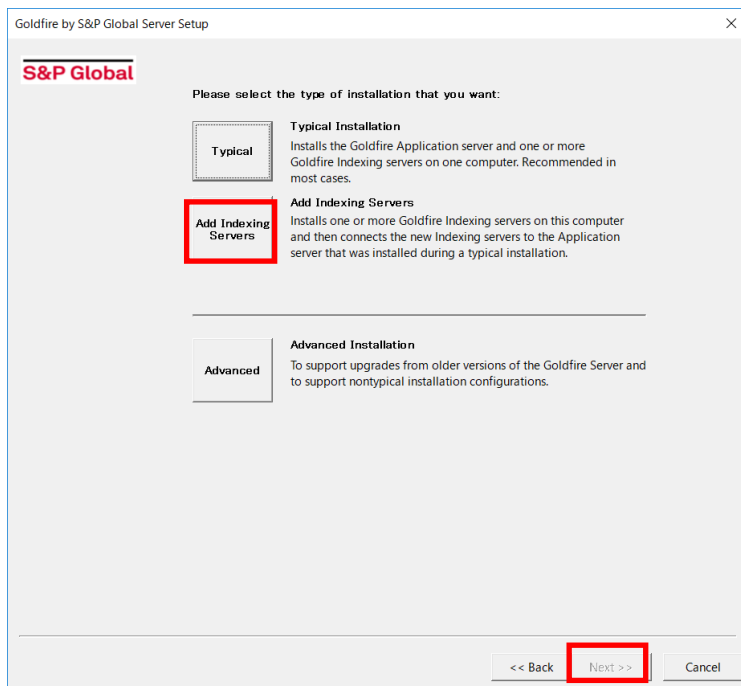 Goldfire by S&P Global Server Setup
S&P Global
Please select the type of installation that you want:
Typical
Typical Installation
Installs the Goldfire Application server and one or more
Goldfire Indexing servers on one computer. Recommended in
most cases.
Add Indexing
Servers
Add Indexing Servers
Installs one or more Goldfire Indexing servers on this computer
and then connects the new Indexing servers to the Application
server that was installed during a typical installation.
Advanced
Advanced Installation
To support upgrades from older versions of the Goldfire Server and
to support nontypical installation configurations.
<< Back
Next >>
Cancel